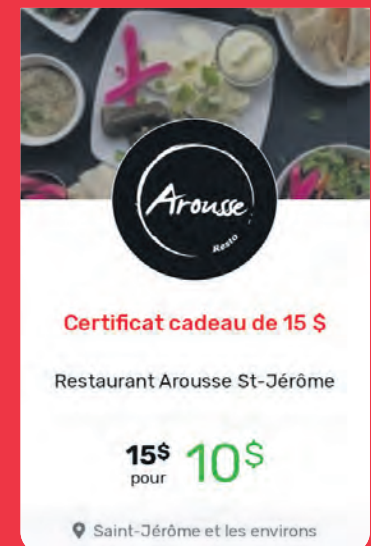 Arousse
Resto
Certificat cadeau de 15 $
Restaurant Arousse St-Jérôme
15$ pour 10$
Saint-Jérôme et les environs